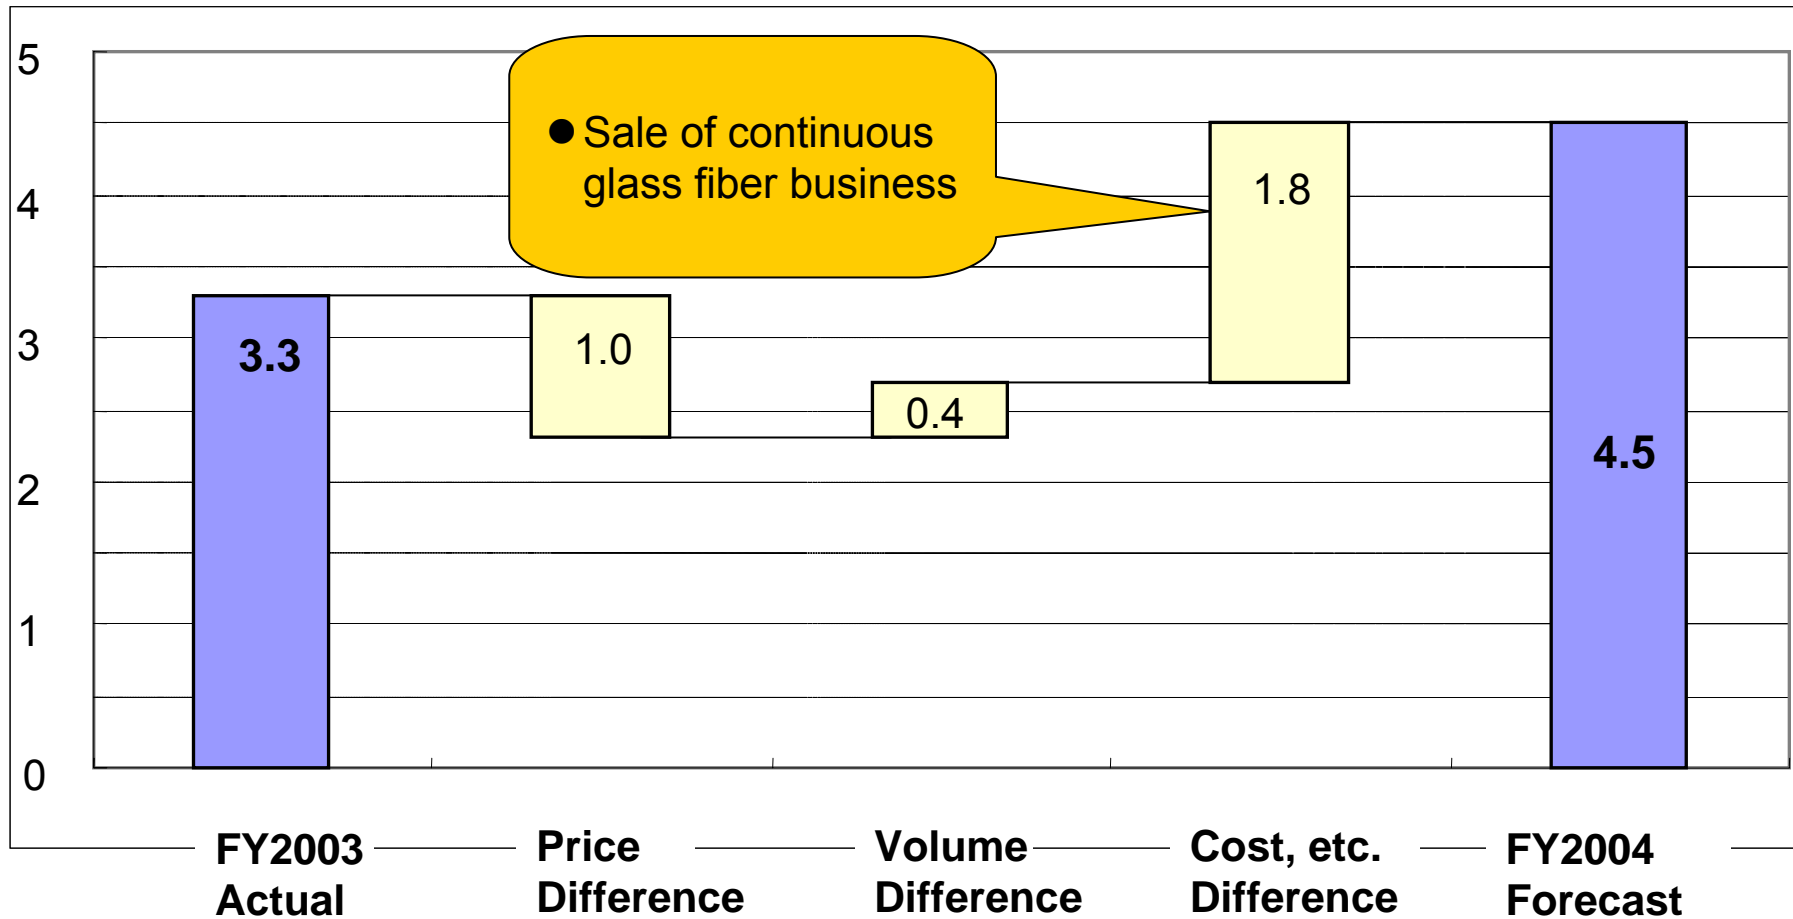 5
4
3
2
1
0
● Sale of continuous
glass fiber business
3.3
1.0
0.4
1.8
4.5
FY2003
Actual
Price
Difference
Volume
Difference
Cost, etc.
Difference
FY2004
Forecast